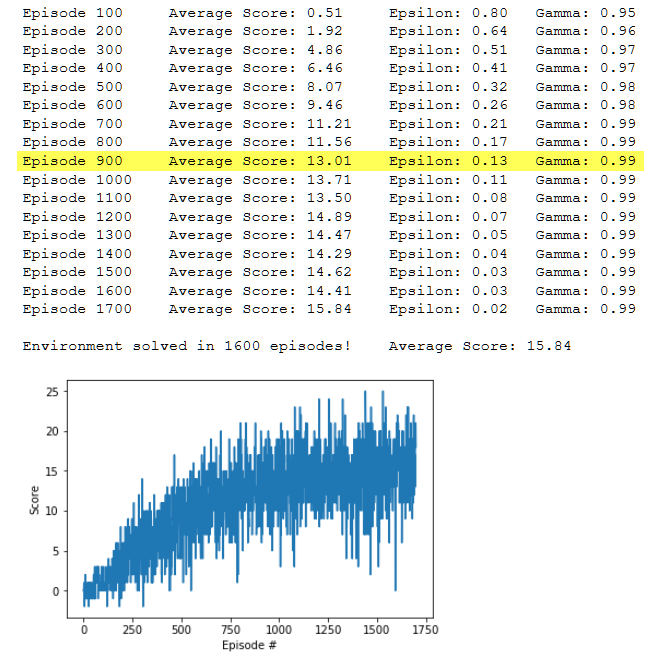 Episode 100 Average Score: 0.51 Epsilon: 0.80 Gamma: 0.95
Episode 200 Average Score: 1.92 Epsilon: 0.64 Gamma: 0.96
Episode 300 Average Score: 4.86 Epsilon: 0.51 Gamma: 0.97
Episode 400 Average Score: 6.46 Epsilon: 0.41 Gamma: 0.97
Episode 500 Average Score: 8.07 Epsilon: 0.32 Gamma: 0.98
Episode 600 Average Score: 9.46 Epsilon: 0.26 Gamma: 0.98
Episode 700 Average Score: 11.21 Epsilon: 0.21 Gamma: 0.99
Episode 800 Average Score: 11.56 Epsilon: 0.17 Gamma: 0.99
Episode 900 Average Score: 13.01 Epsilon: 0.13 Gamma: 0.99
Episode 1000 Average Score: 13.71 Epsilon: 0.11 Gamma: 0.99
Episode 1100 Average Score: 13.50 Epsilon: 0.08 Gamma: 0.99
Episode 1200 Average Score: 14.89 Epsilon: 0.07 Gamma: 0.99
Episode 1300 Average Score: 14.47 Epsilon: 0.05 Gamma: 0.99
Episode 1400 Average Score: 14.29 Epsilon: 0.04 Gamma: 0.99
Episode 1500 Average Score: 14.62 Epsilon: 0.03 Gamma: 0.99
Episode 1600 Average Score: 14.41 Epsilon: 0.03 Gamma: 0.99
Episode 1700 Average Score: 15.84 Epsilon: 0.02 Gamma: 0.99
Environment solved in 1600 episodes! Average Score: 15.84
25
20
15
10
5
0
Score
0 250 500 750 1000 1250 1500 1750
Episode #